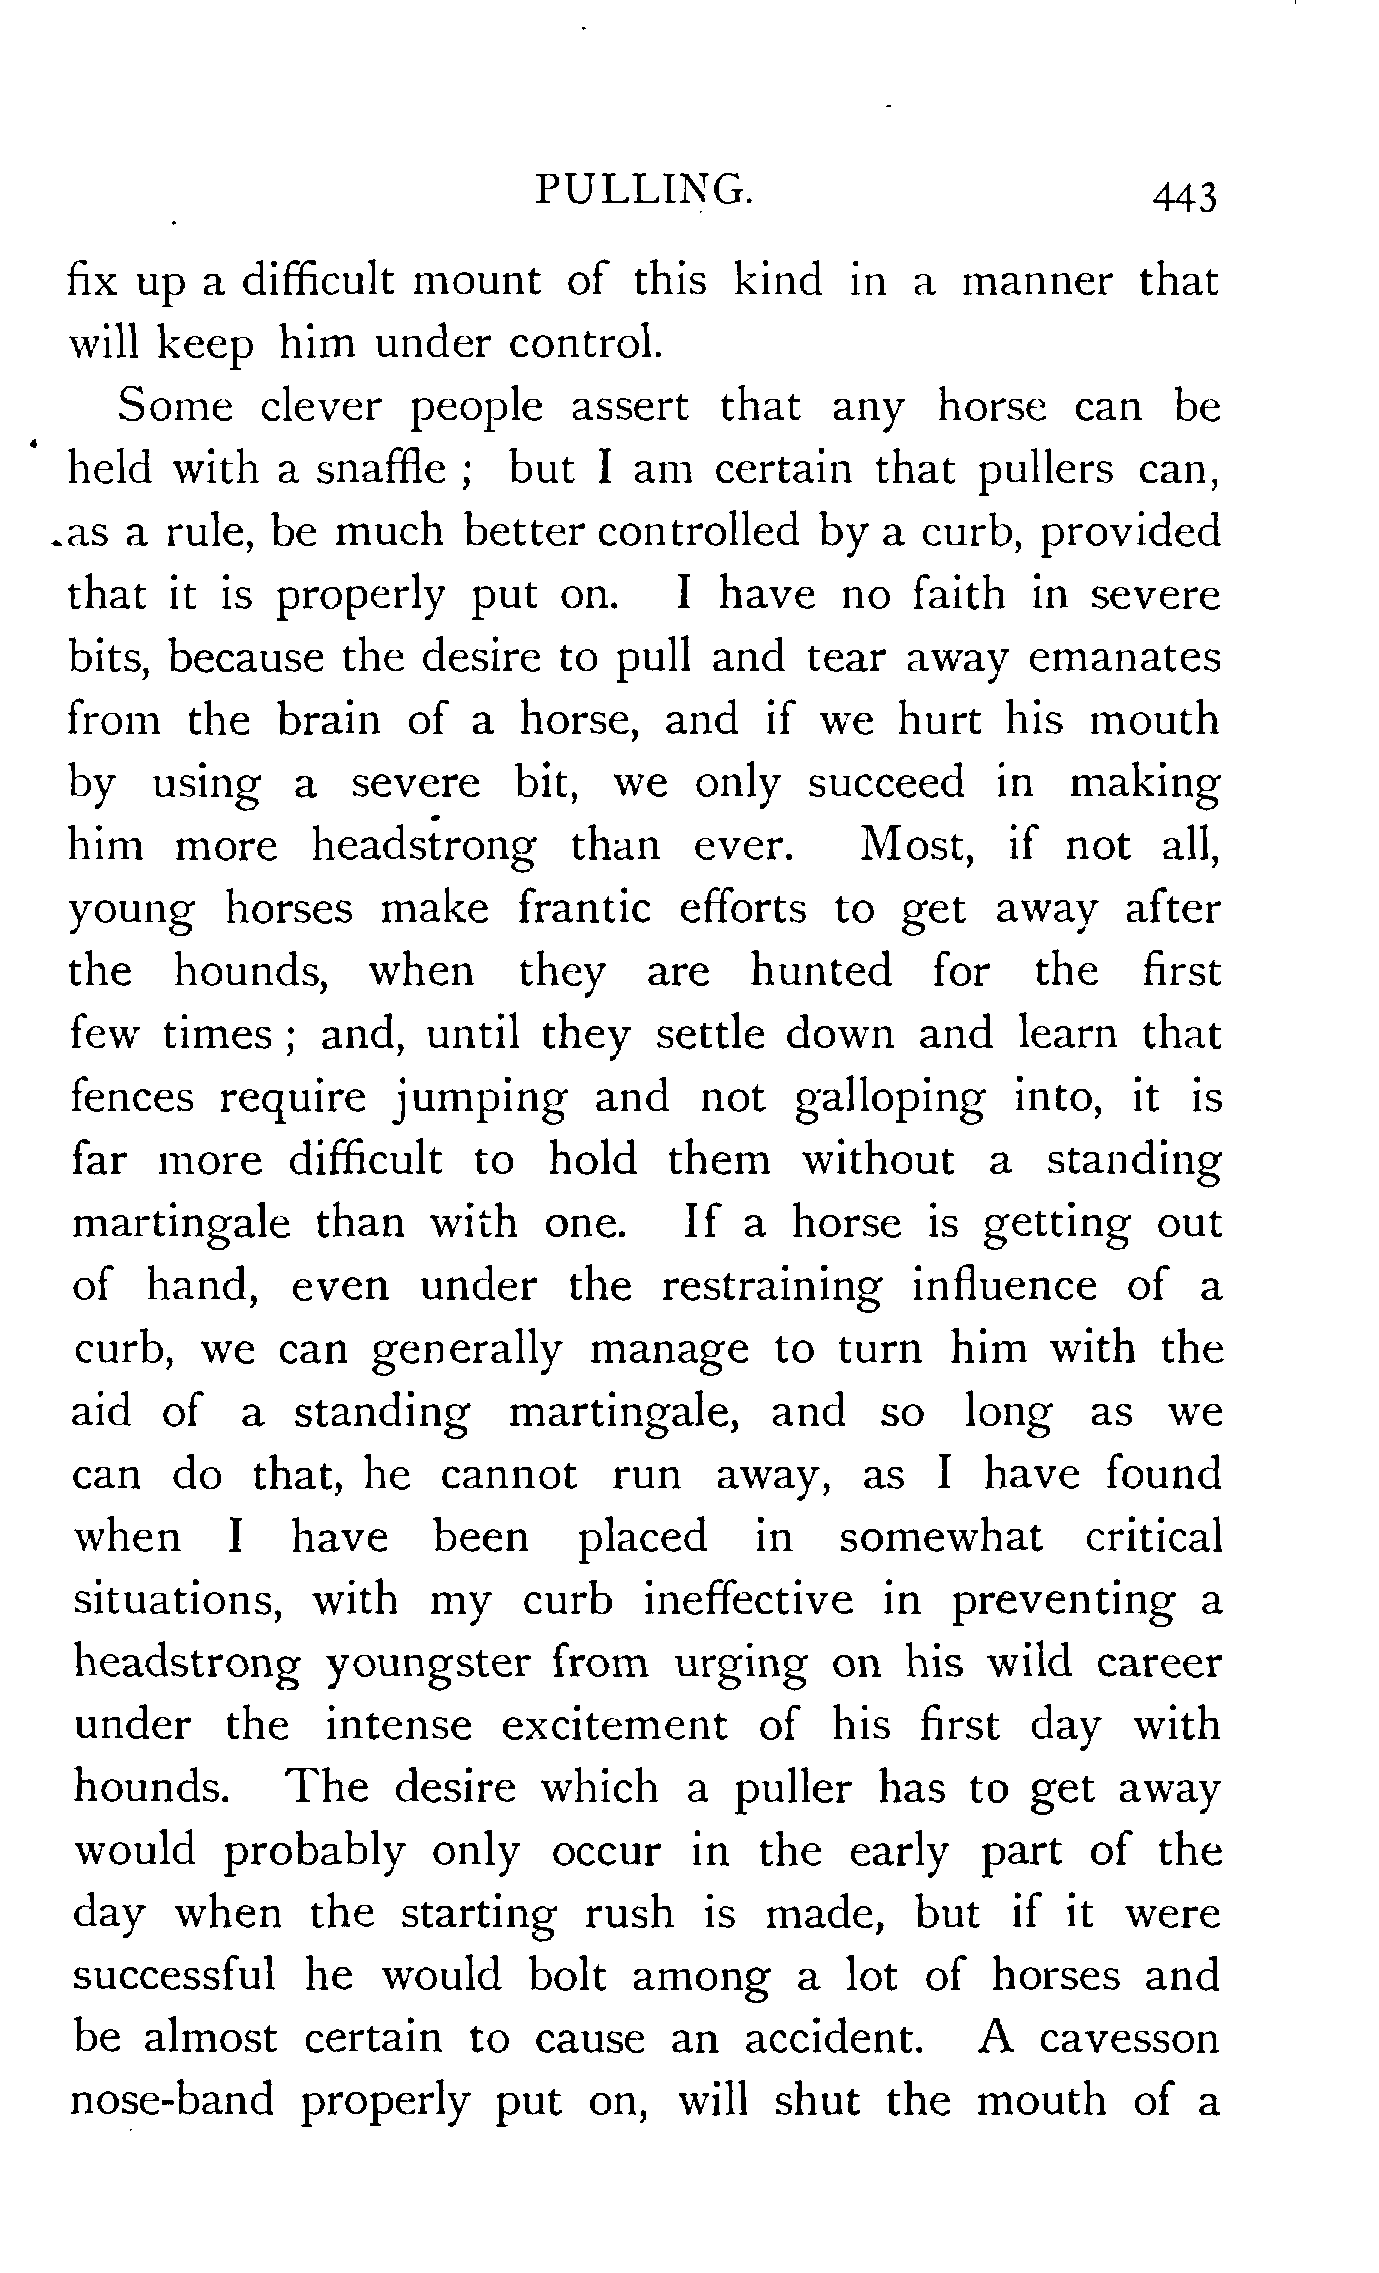 PULLING. 443
fix up a difficult mount of this kind in a manner that
will keep him under control.
Some clever people assert that any horse can be
held with a snaffle ; but I am certain that pullers can,
as a rule, be much better controlled by a curb, provided
that it is properly put on. I have no faith in severe
bits, because the desire to pull and tear away emanates
from the brain of a horse, and if we hurt his mouth
by using a severe bit, we only succeed in making
him more headstrong than ever. Most, if not all,
young horses make frantic efforts to get away after
the hounds, when they are hunted for the first
few times ; and, until they settle down and learn that
fences require jumping and not galloping into, it is
far more difficult to hold them without a standing
martingale than with one. If a horse is getting out
of hand, even under the restraining influence of a
curb, we can generally manage to turn him with the
aid of a standing martingale, and so long as we
can do that, he cannot run away, as I have found
when I have been placed in somewhat critical
situations, with my curb ineffective in preventing a
headstrong youngster from urging on his wild career
under the intense excitement of his first day with
hounds. The desire which a puller has to get away
would probably only occur in the early part of the
day when the starting rush is made, but if it were
successful he would bolt among a lot of horses and
be almost certain to cause an accident. A cavesson
nose-band properly put on, will shut the mouth of a